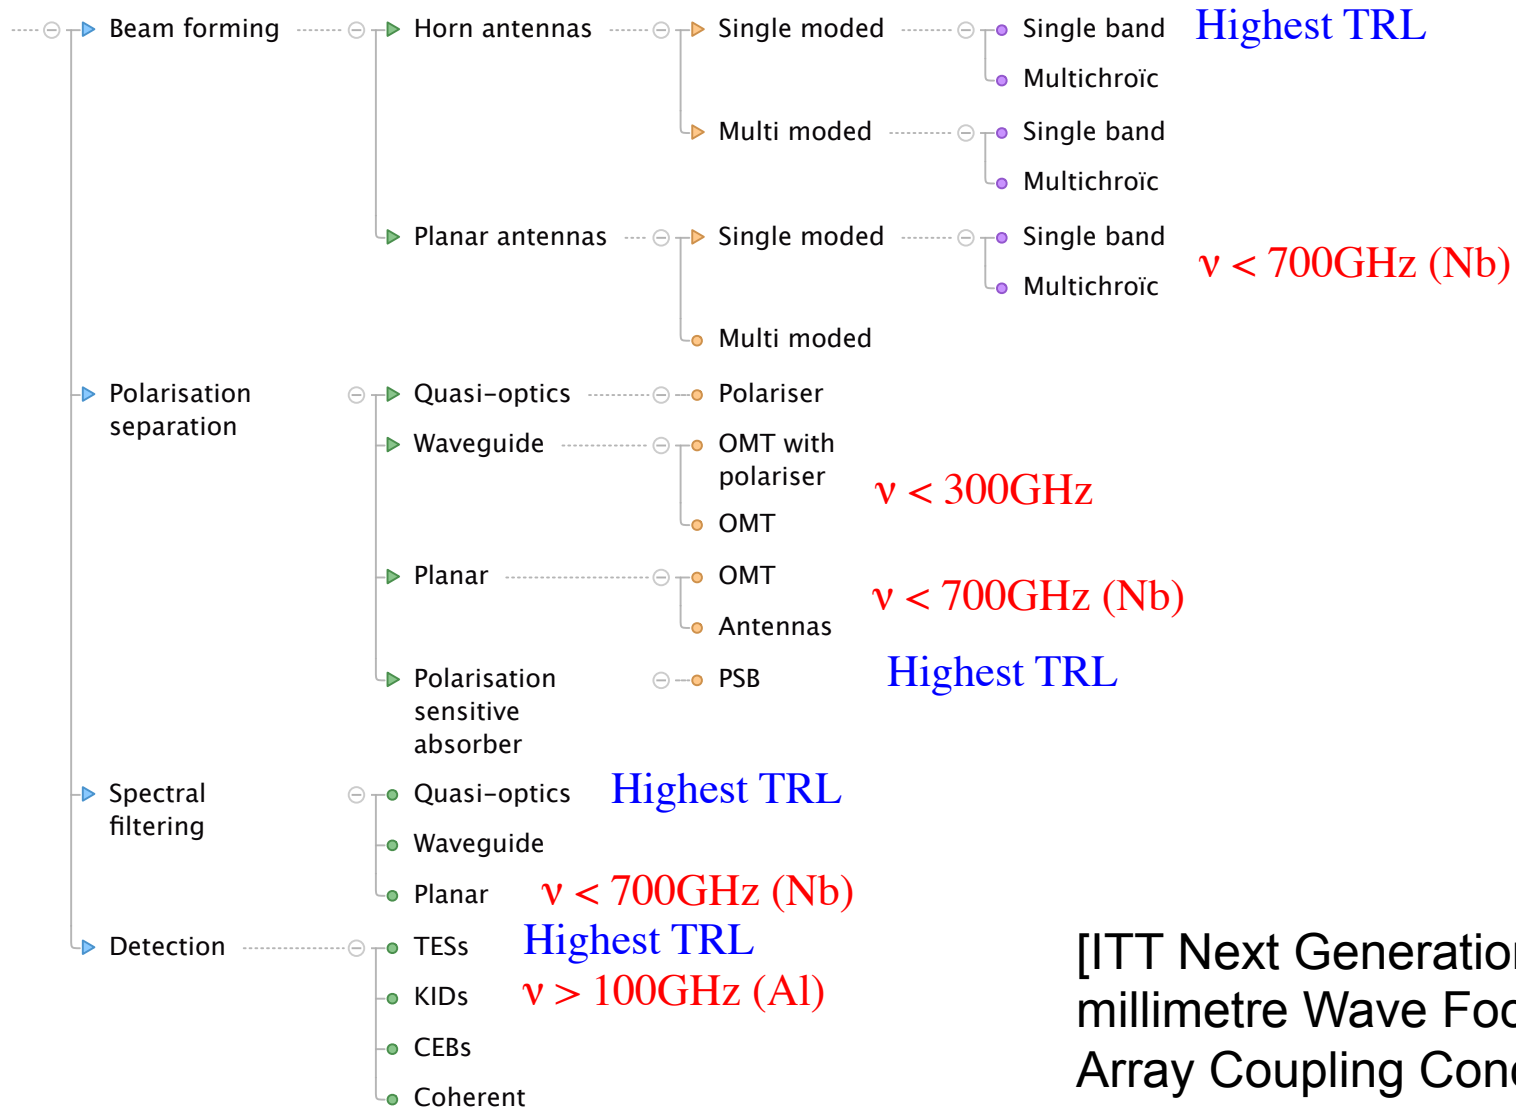 Beam forming
Horn antennas
Single moded
Single band
Highest TRL
Multichroïc
Multi moded
Single band
Multichroïc
Planar antennas
Single moded
Single band
ν < 700GHz (Nb)
Multichroïc
Multi moded
Polarisation
separation
Quasi-optics
Polariser
Waveguide
OMT with
polariser
ν < 300GHz
OMT
Planar
OMT
ν < 700GHz (Nb)
Antennas
Polarisation
sensitive
absorber
PSB
Highest TRL
Spectral
filtering
Quasi-optics
Highest TRL
Waveguide
Planar
ν < 700GHz (Nb)
Detection
TESs
Highest TRL
KIDs
ν > 100GHz (Al)
CEBs
Coherent
[ITT Next Generation
millimetre Wave
Array Coupling